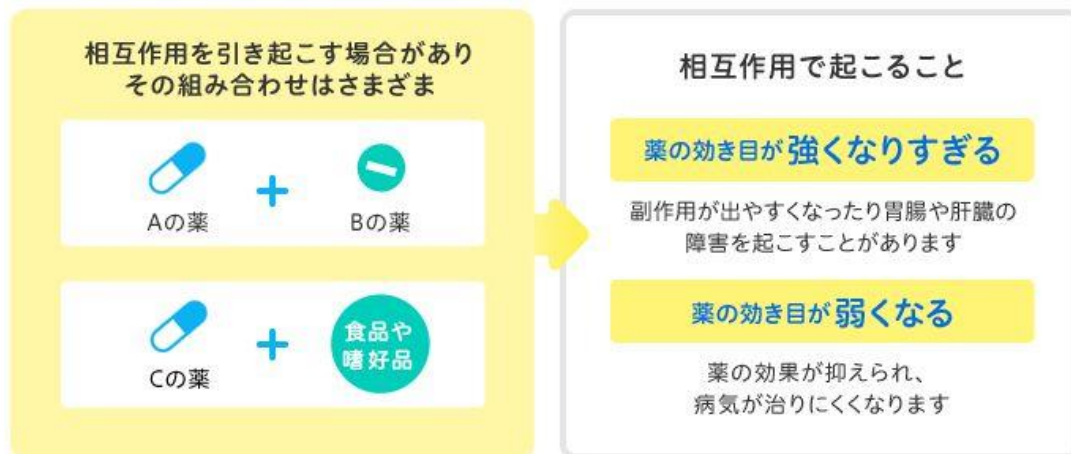 相互作用を引き起こす場合があり
その組み合わせはさまざま
Aの薬
+
Bの薬
Cの薬
+
食品や
嗜好品
相互作用で起こること
薬の効き目が強くなりすぎる
副作用が出やすくなったり胃腸や肝臓の
障害を起こすことがあります
薬の効き目が弱くなる
薬の効果が抑えられ、
病気が治りにくくなります